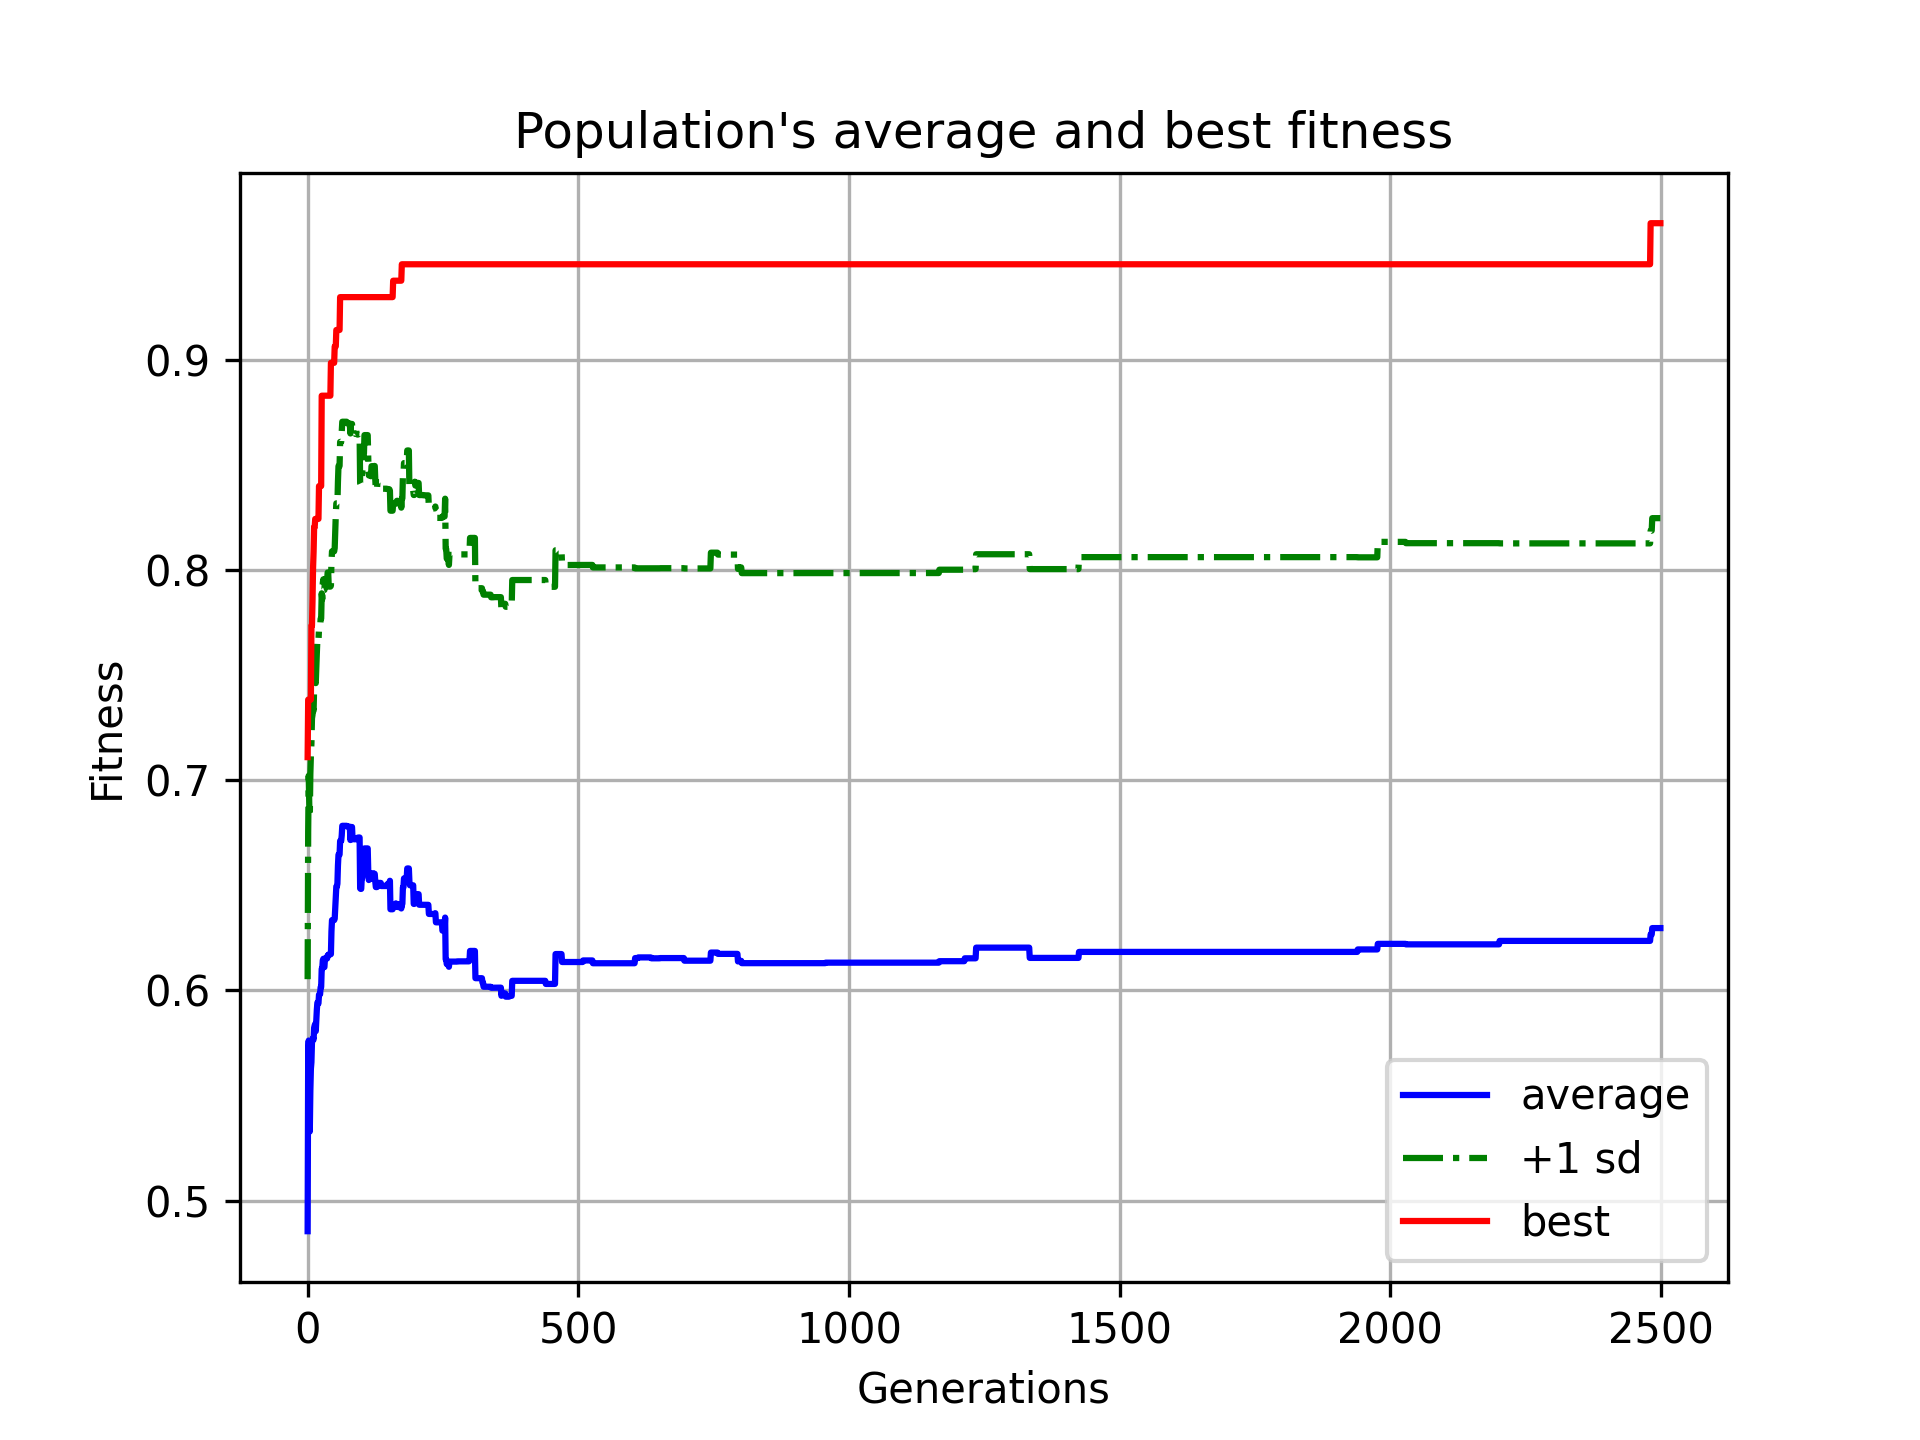 Population's average and best fitness
Fitness
0.9
0.8
0.7
0.6
0.5
0 500 1000 1500 2000 2500
Generations
average
+1 sd
best